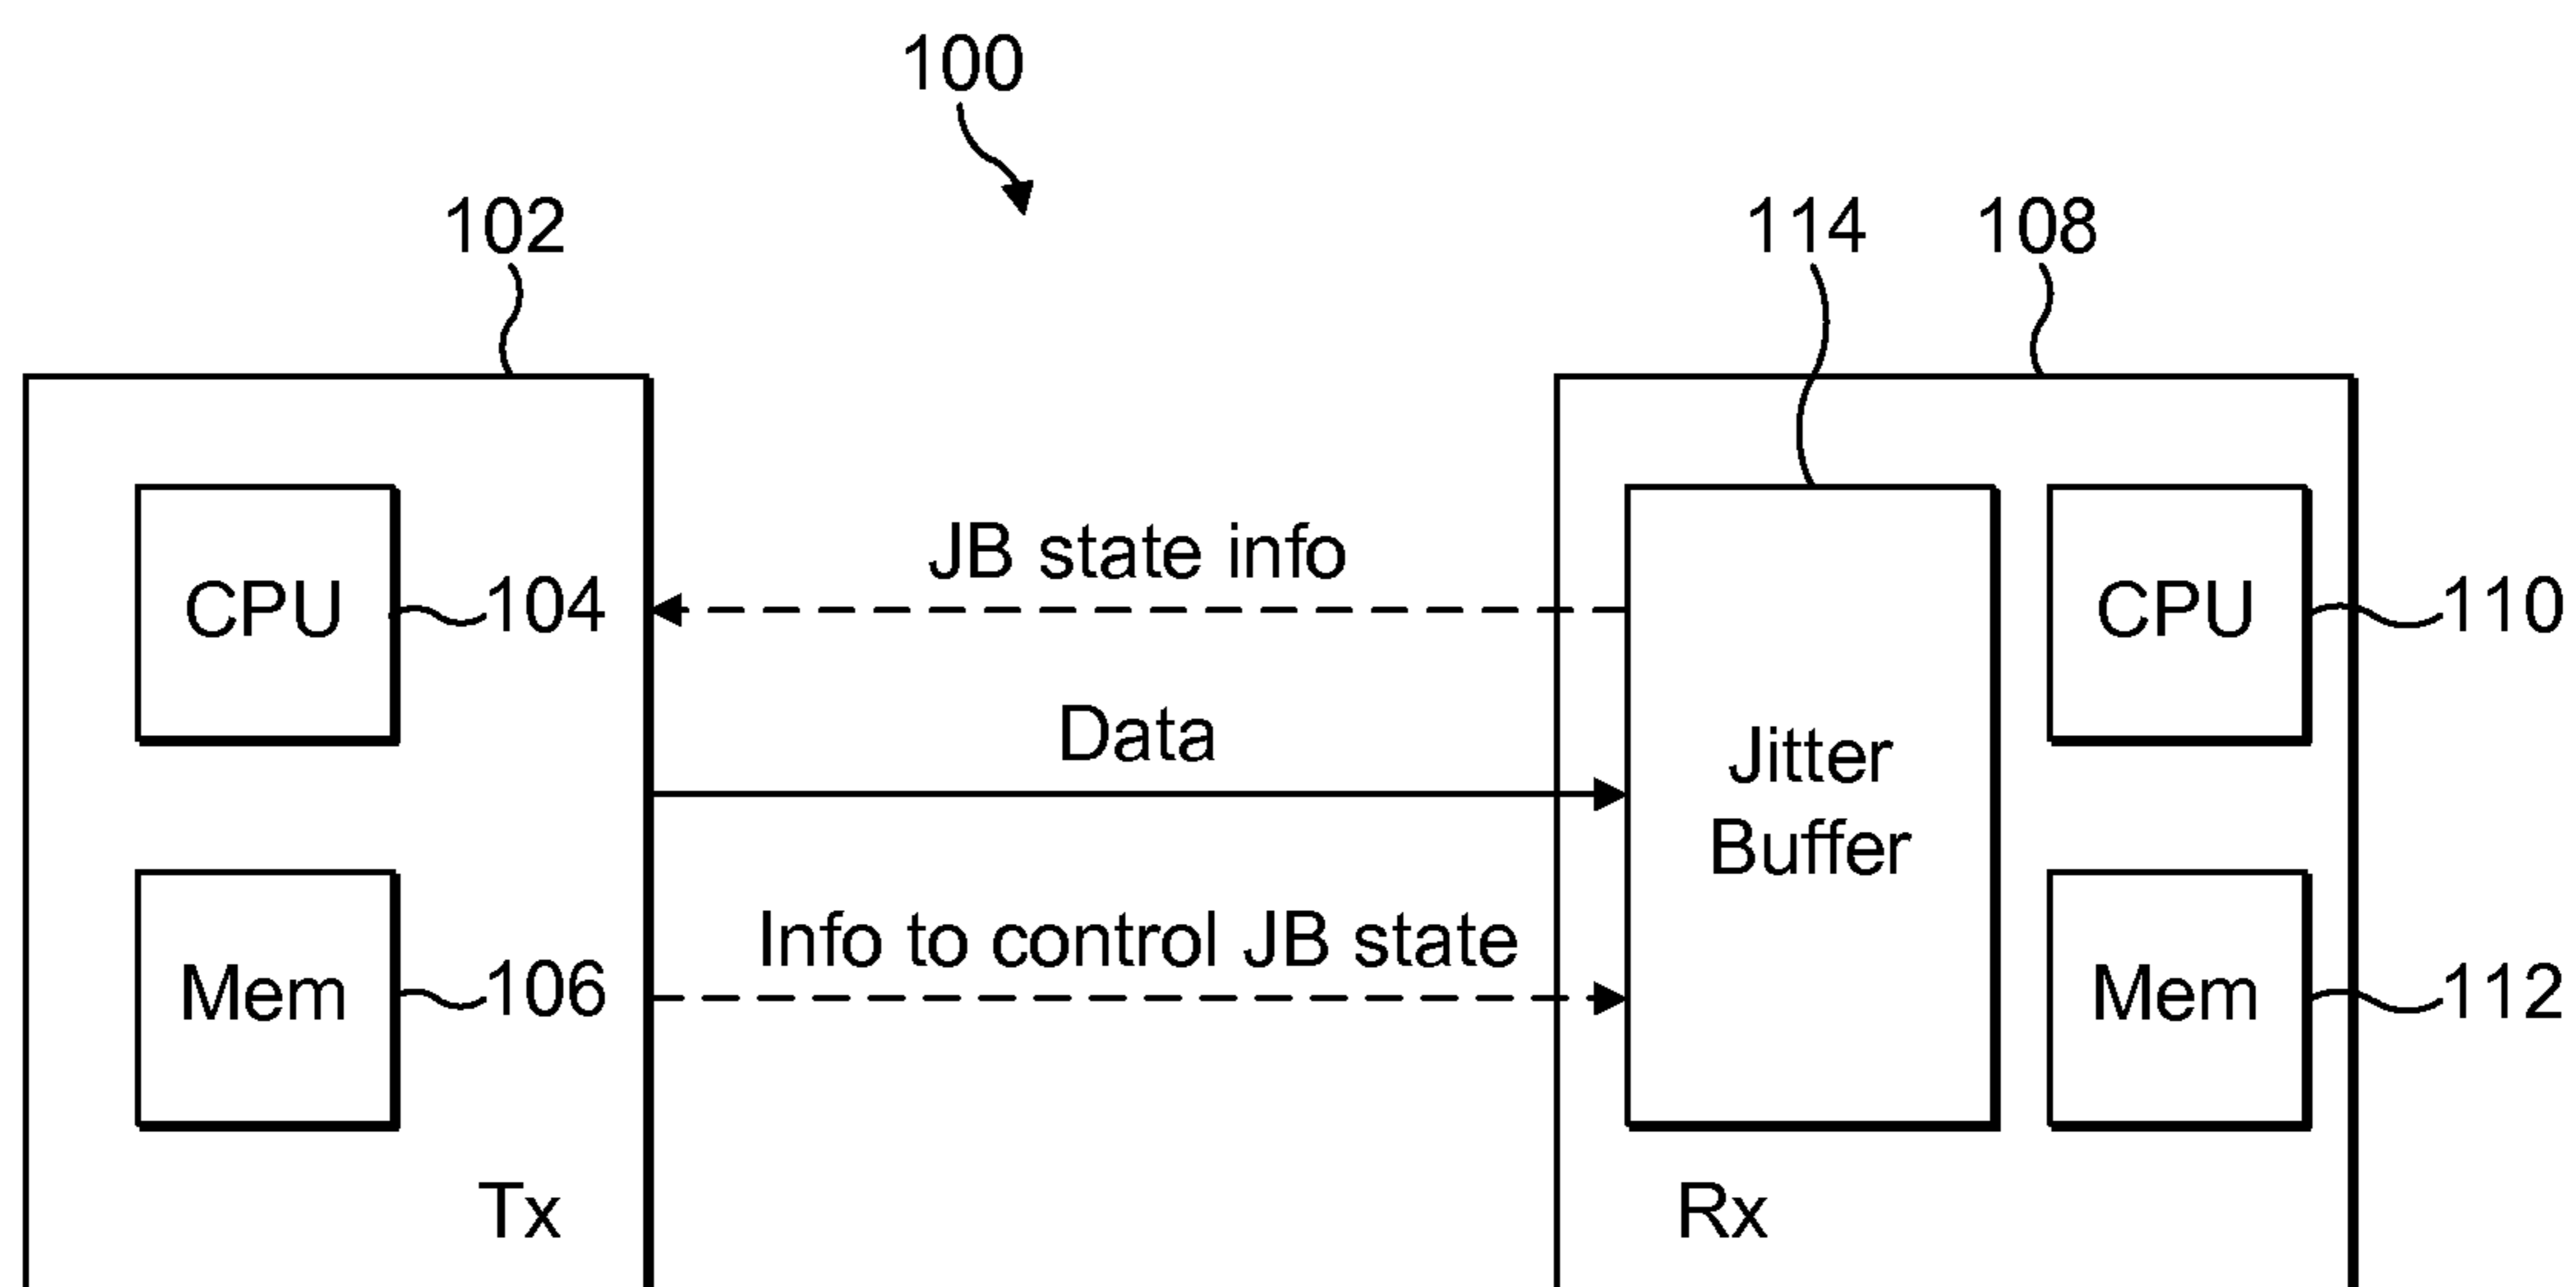 100
102
114
108
JB state info
CPU
104
CPU
110
Data
Jitter
Buffer
Info to control JB state
Mem
106
Mem
112
Tx
Rx